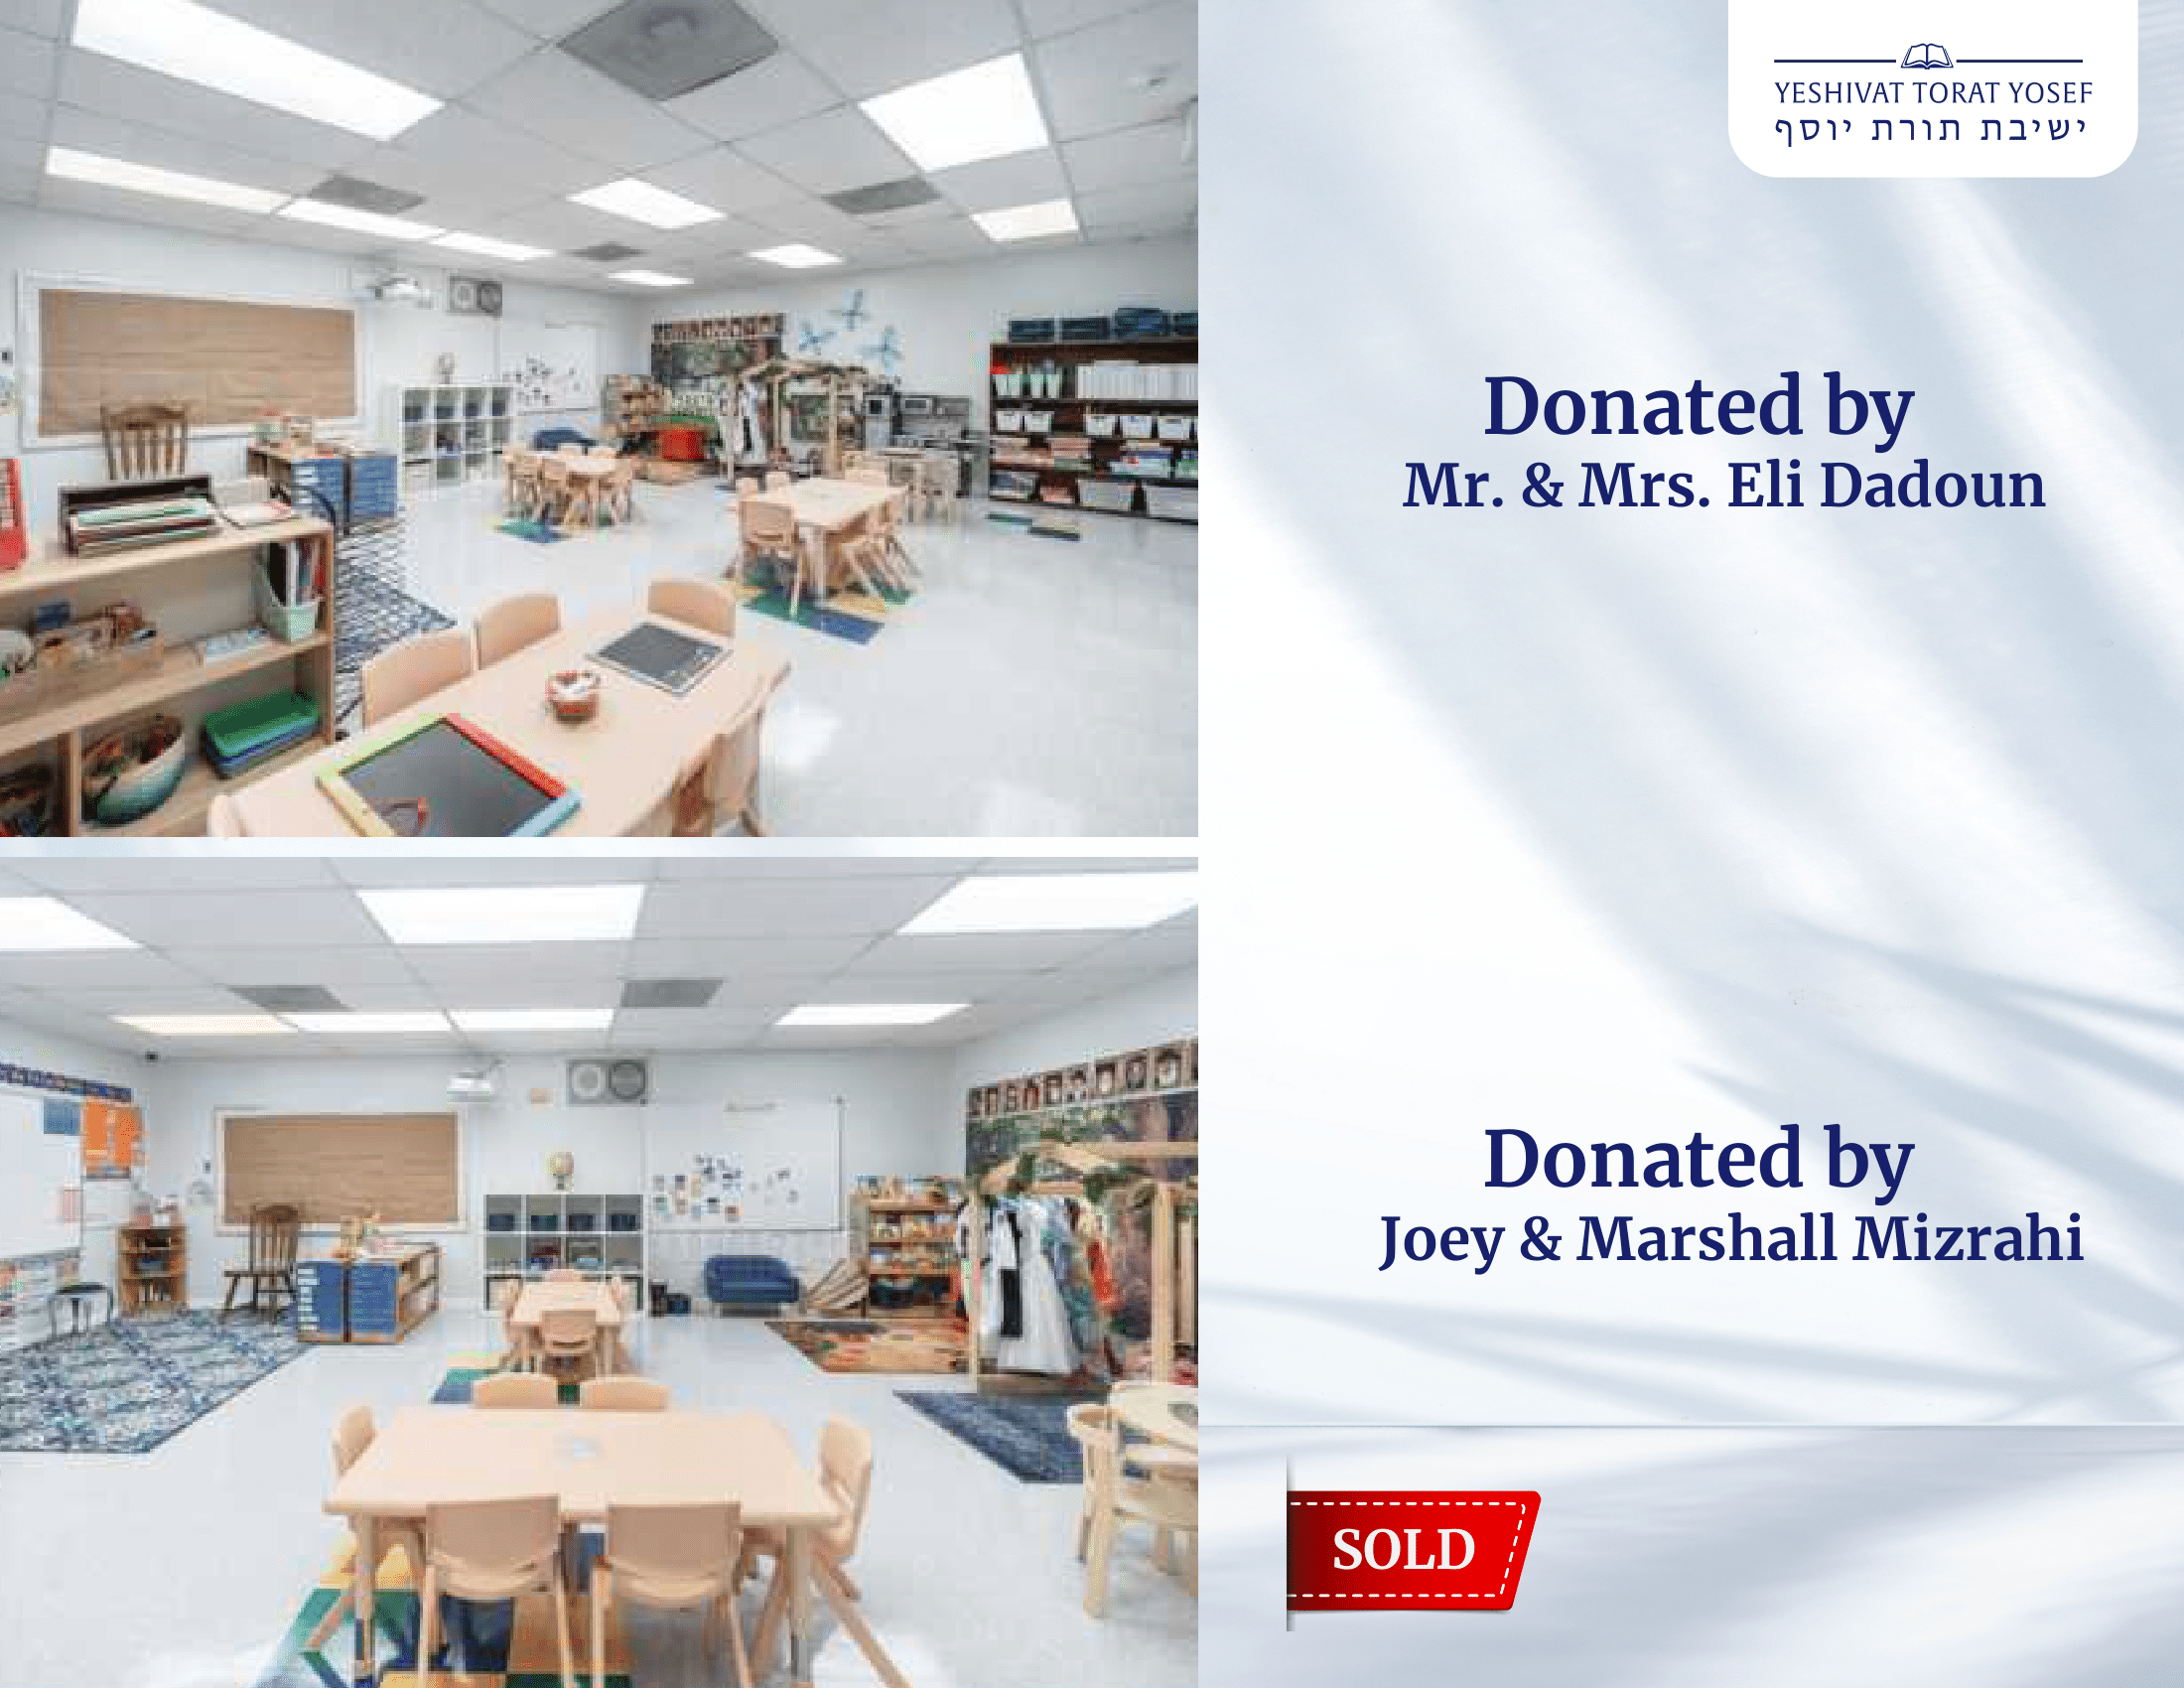 YESHIVAT TORAT YOSEF
ישיבת תורת יוסף
Donated by
Mr. & Mrs. Eli Dadoun
Donated by
Joey & Marshall Mizrahi
SOLD